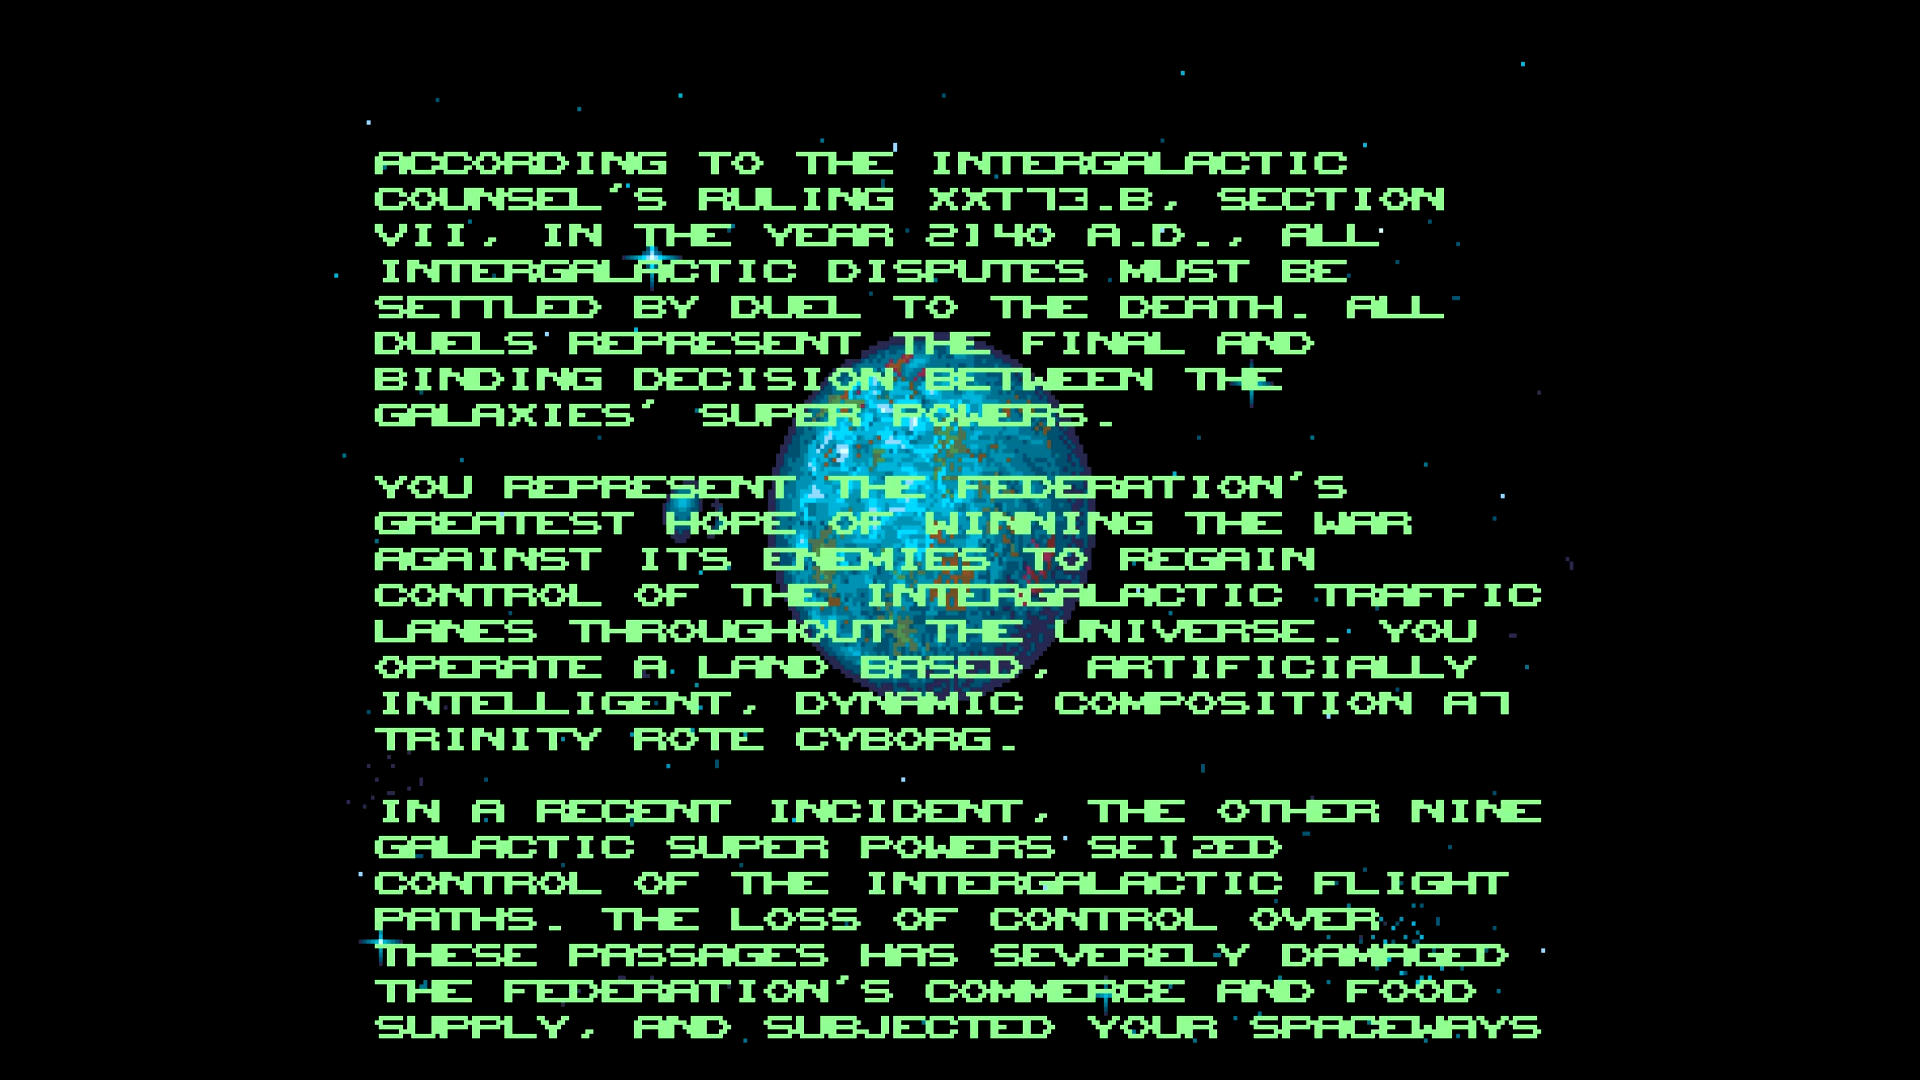 ACCORDING TO THE INTERGALACTIC
COUNSEL'S RULING XXT73.B, SECTION
VII, IN THE YEAR 2140 A.D., ALL
INTERGALACTIC DISPUTES MUST BE
SETTLED BY DUEL TO THE DEATH. ALL
DUELS REPRESENT THE FINAL AND
BINDING DECISION BETWEEN THE
GALAXIES' SUPER POWERS.
YOU REPRESENT THE FEDERATION'S
GREATEST HOPE OF WINNING THE WAR
AGAINST ITS ENEMIES TO REGAIN
CONTROL OF THE INTERGALACTIC TRAFFIC
LANES THROUGHOUT THE UNIVERSE. YOU
OPERATE A LAND BASED, ARTIFICIALLY
INTELLIGENT, DYNAMIC COMPOSITION A7
TRINITY ROTE CYBORG.
IN A RECENT INCIDENT, THE OTHER NINE
GALACTIC SUPER POWERS SEIZED
CONTROL OF THE INTERGALACTIC FLIGHT
PATHS. THE LOSS OF CONTROL OVER
THESE PASSAGES HAS SEVERELY DAMAGED
THE FEDERATION'S COMMERCE AND FOOD
SUPPLY, AND SUBJECTED YOUR SPACEWAYS